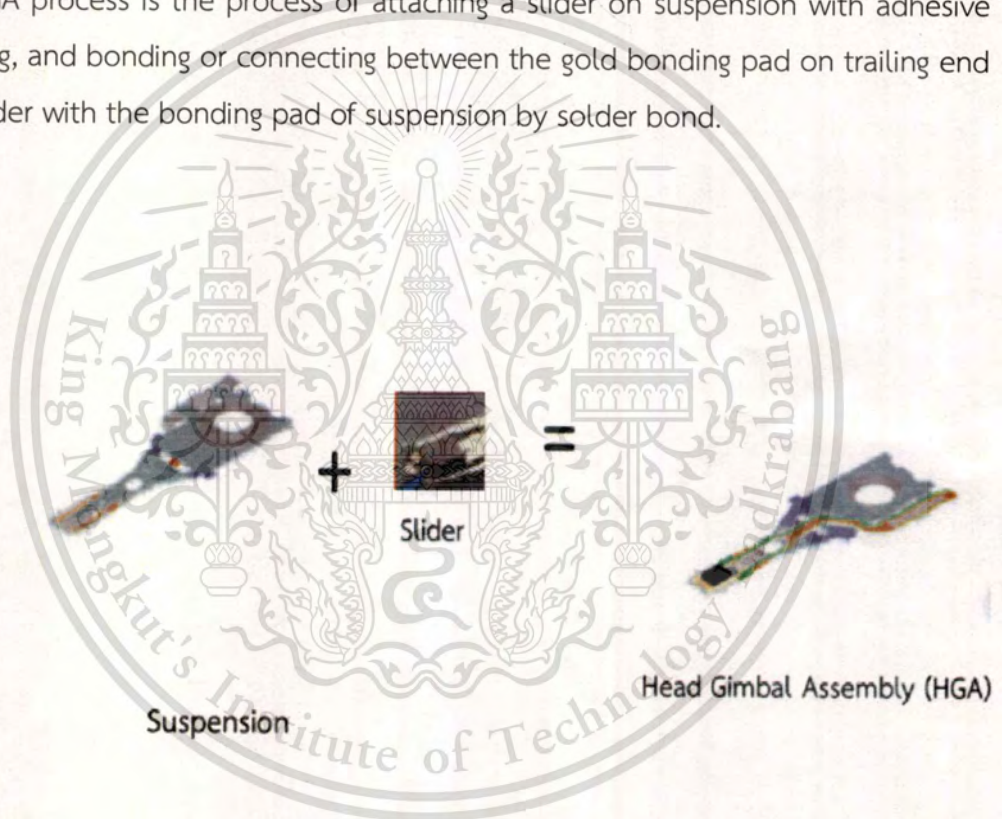 A process is the process of attaching a slider on suspension with adhesive
g, and bonding or connecting between the gold bonding pad on trailing end
der with the bonding pad of suspension by solder bond.
+
=
Slider
Suspension
Head Gimbal Assembly (HGA)
King Mongkut's Institute of Technology adkrabang